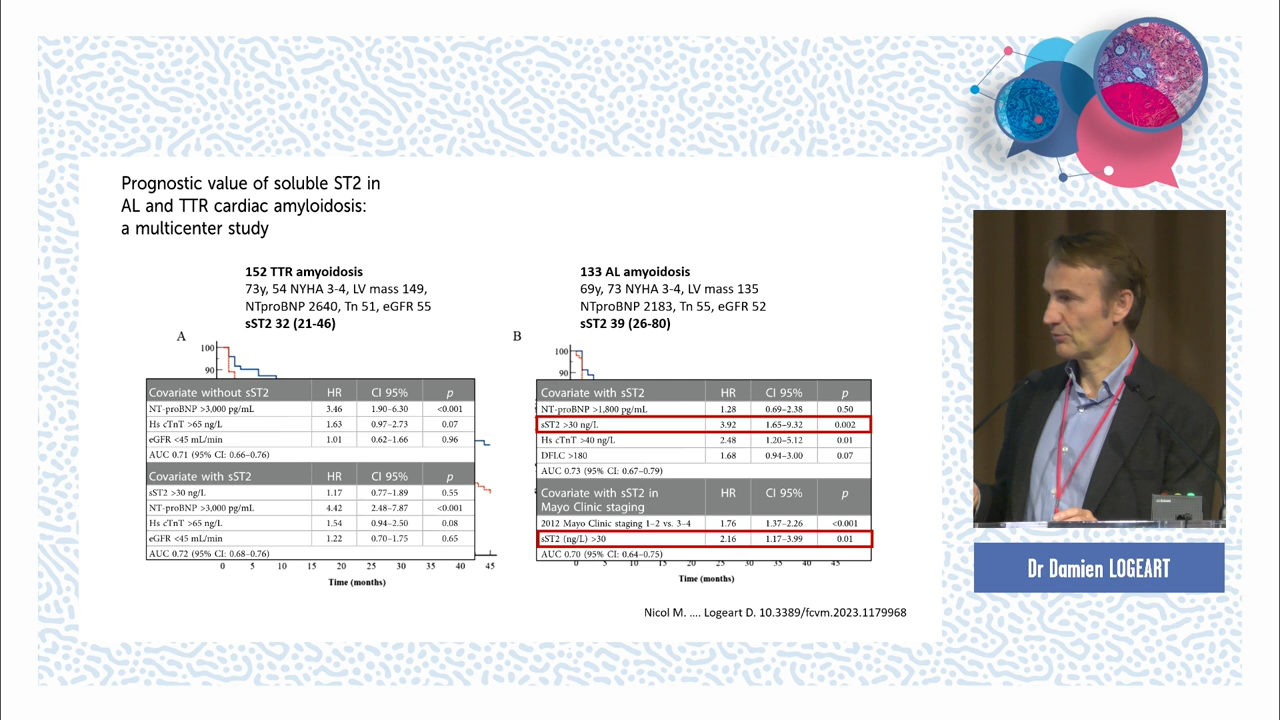 Prognostic value of soluble ST2 in
AL and TTR cardiac amyloidosis:
a multicenter study
152 TTR amyoidosis
73y, 54 NYHA 3-4, LV mass 149,
NTproBNP 2640, Tn 51, eGFR 55
sST2 32 (21-46)
A
100
90
Covariate without sST2 HR CI 95% p
NT-proBNP >3,000 pg/mL 3.46 1.90–6.30 <0.001
Hs cTnT >65 ng/L 1.63 0.97–2.73 0.07
eGFR <45 mL/min 1.01 0.62–1.66 0.96
AUC 0.71 (95% CI: 0.66–0.76)
Covariate with sST2 HR CI 95% p
sST2 >30 ng/L 1.17 0.77–1.89 0.55
NT-proBNP >3,000 pg/mL 4.42 2.48–7.87 <0.001
Hs cTnT >65 ng/L 1.54 0.94–2.50 0.08
eGFR <45 mL/min 1.22 0.70–1.75 0.65
AUC 0.72 (95% CI: 0.68–0.76)
0 5 10 15 20 25 30 35 40 45
Time (months)
133 AL amyoidosis
69y, 73 NYHA 3-4, LV mass 135
NTproBNP 2183, Tn 55, eGFR 52
sST2 39 (26-80)
B
100
90
Covariate with sST2 HR CI 95% p
NT-proBNP >1,800 pg/mL 1.28 0.69–2.38 0.50
sST2 >30 ng/L 3.92 1.65–9.32 0.002
Hs cTnT >40 ng/L 2.48 1.20–5.12 0.01
DFLC >180 1.68 0.94–3.00 0.07
AUC 0.73 (95% CI: 0.67–0.79)
Covariate with sST2 in HR CI 95% p
Mayo Clinic staging
2012 Mayo Clinic staging 1–2 vs. 3–4 1.76 1.37–2.26 <0.001
sST2 (ng/L) >30 2.16 1.17–3.99 0.01
AUC 0.70 (95% CI: 0.64–0.75)
0 5 10 15 20 25 30 35 40 45
Time (months)
Nicol M. .... Logeart D. 10.3389/fcvm.2023.1179968
Dr Damien LOGEART